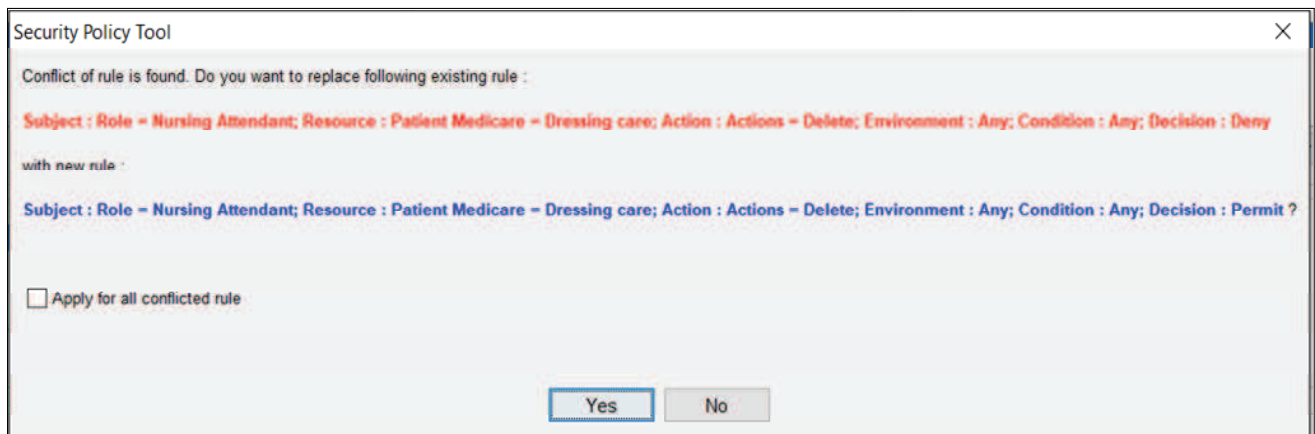 Security Policy Tool
Conflict of rule is found. Do you want to replace following existing rule :
Subject : Role = Nursing Attendant; Resource : Patient Medicare = Dressing care; Action : Actions = Delete; Environment : Any; Condition : Any; Decision : Deny
with new rule :
Subject : Role = Nursing Attendant; Resource : Patient Medicare = Dressing care; Action : Actions = Delete; Environment : Any; Condition : Any; Decision : Permit ?
Apply for all conflicted rule
Yes No